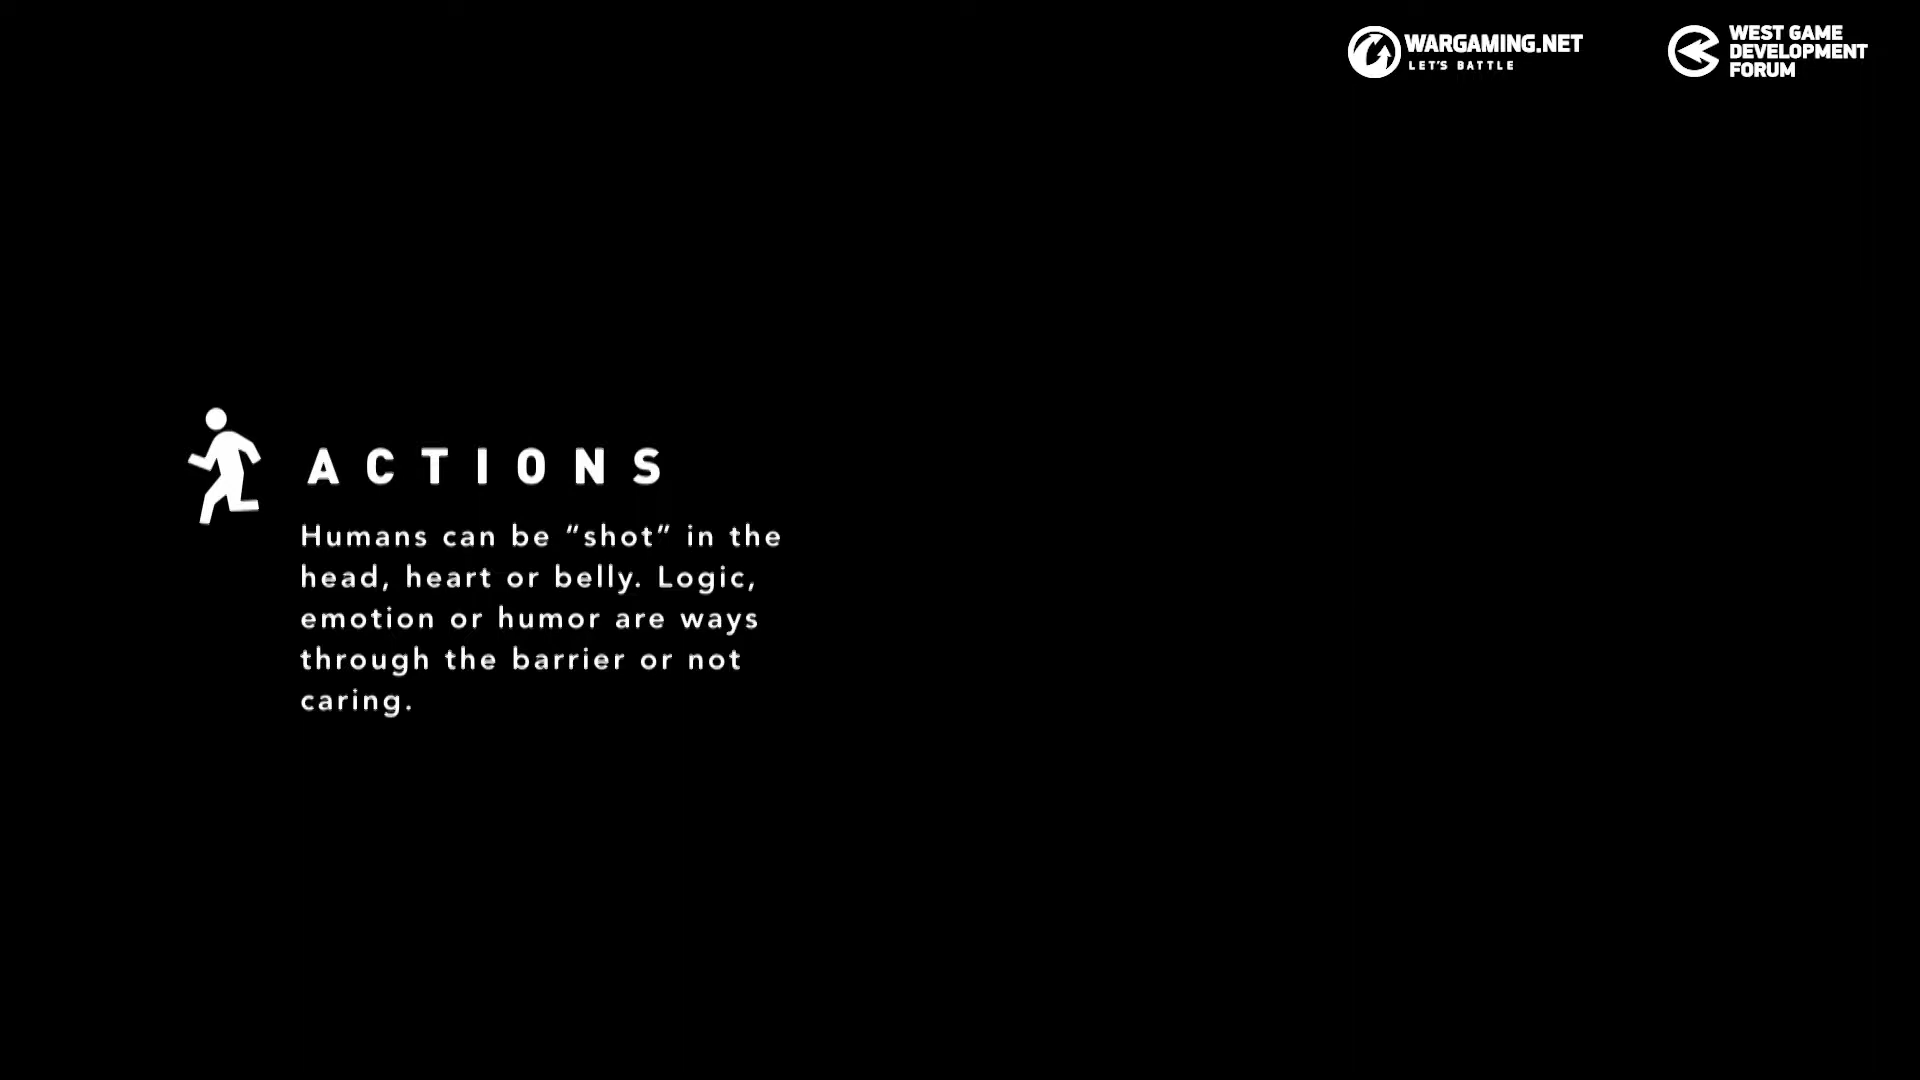 WARGAMING.NET
LET'S BATTLE
WEST GAME
DEVELOPMENT
FORUM
ACTIONS
Humans can be “shot” in the
head, heart or belly. Logic,
emotion or humor are ways
through the barrier or not
caring.